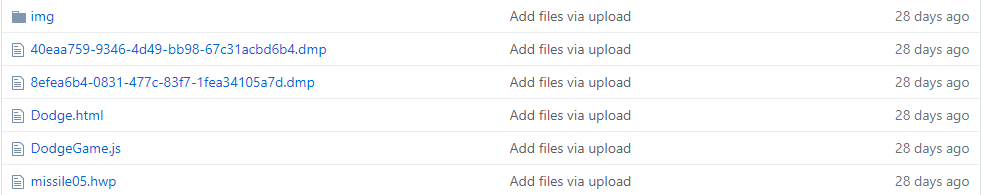 img Add files via upload 28 days ago
40eaa759-9346-4d49-bb98-67c31acbd6b4.dmp Add files via upload 28 days ago
8efea6b4-0831-477c-83f7-1fea34105a7d.dmp Add files via upload 28 days ago
Dodge.html Add files via upload 28 days ago
DodgeGame.js Add files via upload 28 days ago
missile05.hwp Add files via upload 28 days ago